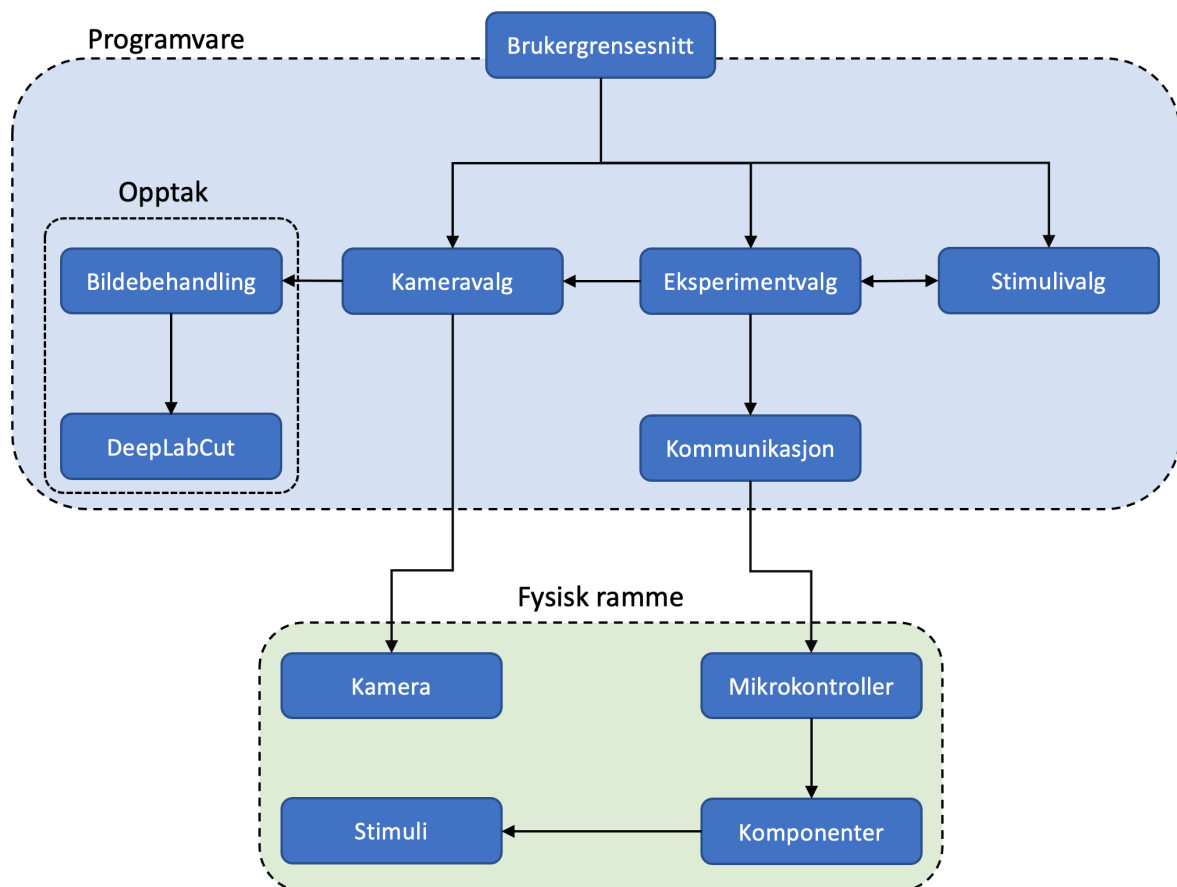 Programvare
Brukergrensesnitt
Opptak
Bildebehandling
Kameravalg
Eksperimentvalg
Stimulivalg
DeepLabCut
Kommunikasjon
Fysisk ramme
Kamera
Mikrokontroller
Stimuli
Komponenter